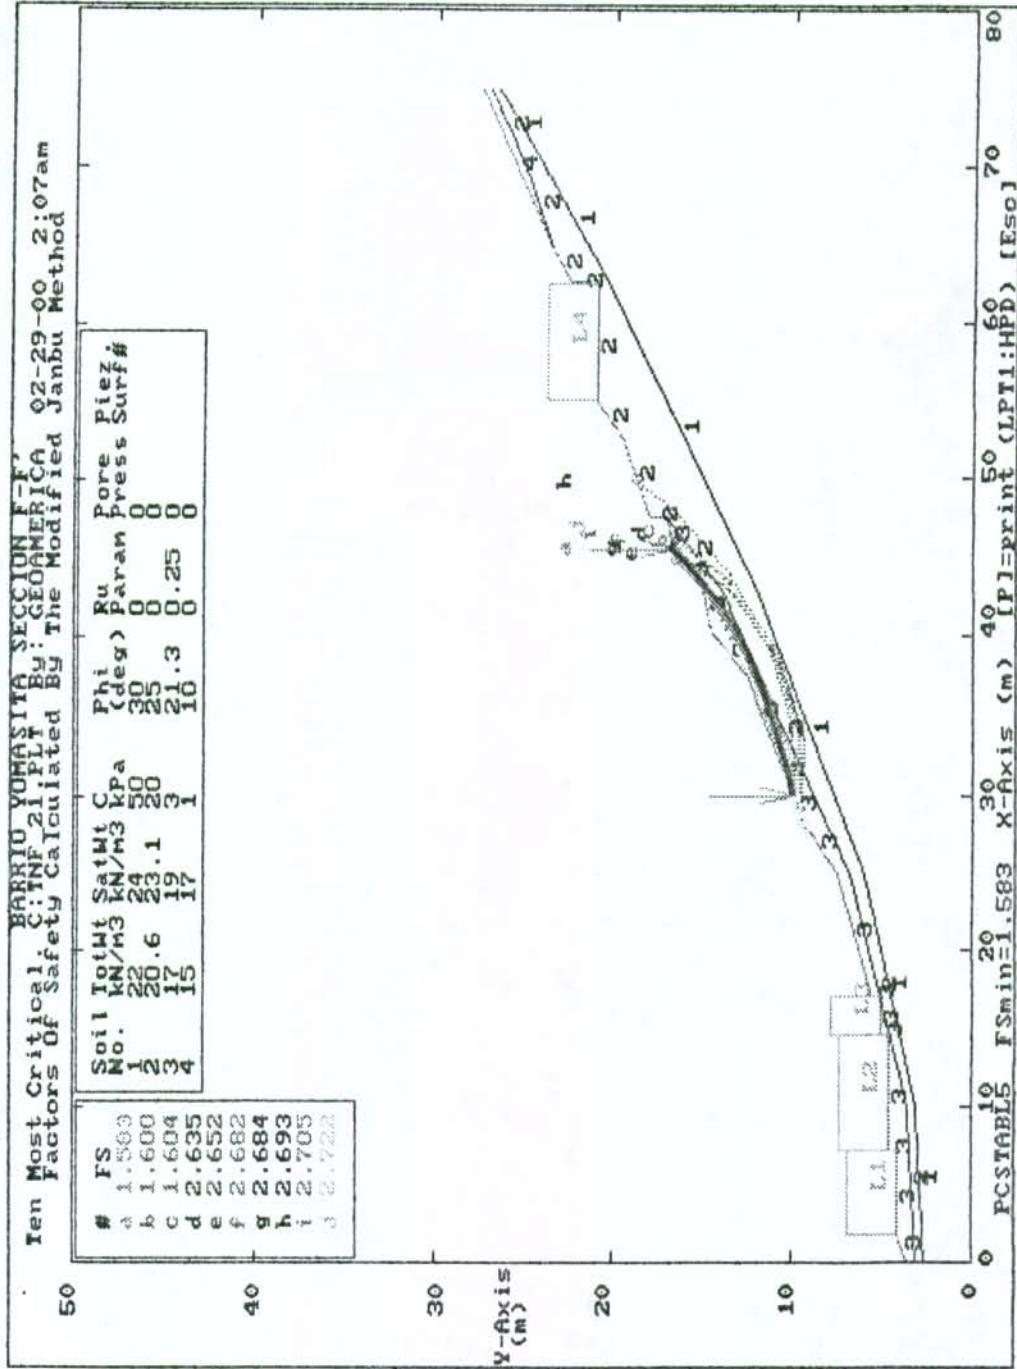 BARRIO YOMASITA SECCION F-F'
Ten Most Critical. C:TNF_21.PLT By: GEOAMERICA 02-29-00 2:07am
Factors Of Safety Calculated By The Modified Janbu Method
# FS
a 1.583
b 1.600
c 1.604
d 2.635
e 2.652
f 2.682
g 2.684
h 2.693
i 2.705
j 2.722
Soil TotWt SatWt C Phi Ru Pore Piez.
No. kN/m3 kN/m3 kPa (deg) Param Press Surf#
1 22 24 50 30 0 0
2 20.6 23.1 20 25 0 0
3 17 19 3 21.3 0.25 0
4 15 17 1 10 0 0
50
40
30
20
10
0
Y-Axis
(m)
L1
L2
L3
L4
a
g
e
d
c
h
0 10 20 30 40 50 60 70 80
PCSTABL5 FSmin=1.583 X-Axis (m) [P]=print (LPT1:HPD) [Esc]